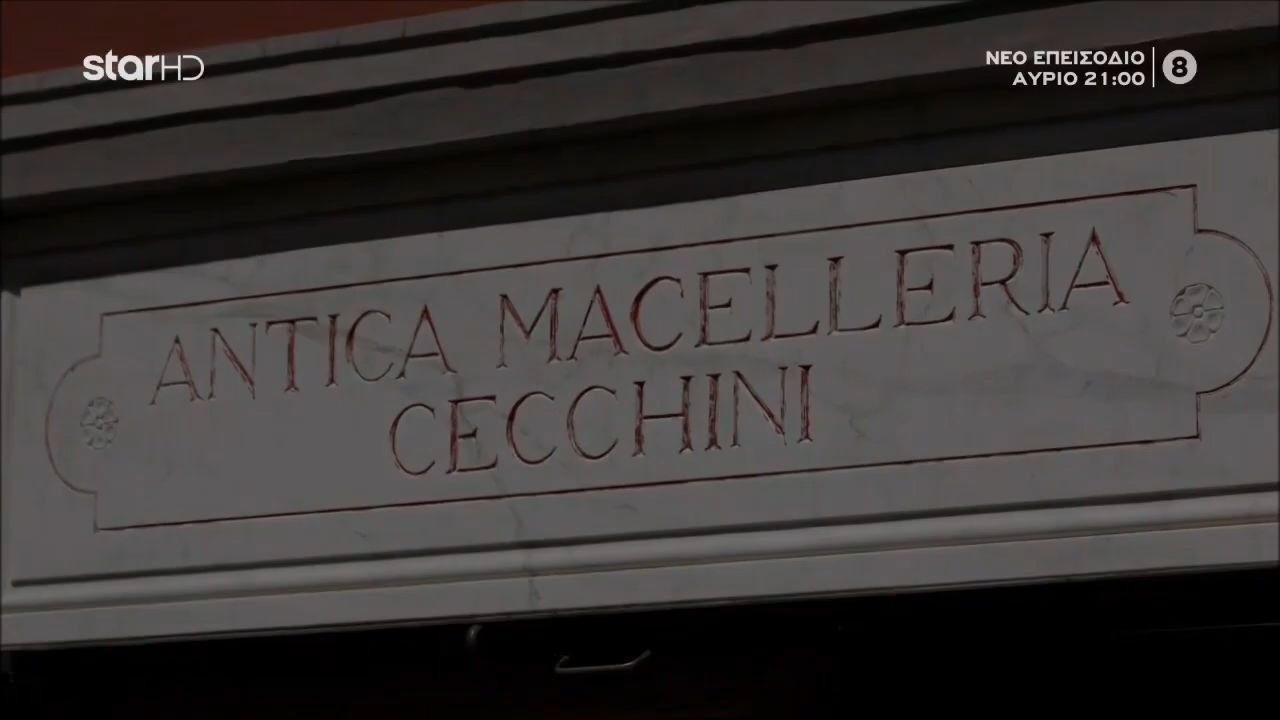 starHD
ΝΕΟ ΕΠΕΙΣΟΔΙΟ
ΑΥΡΙΟ 21:00
8
ANTICA MACELLERIA
CECCHINI